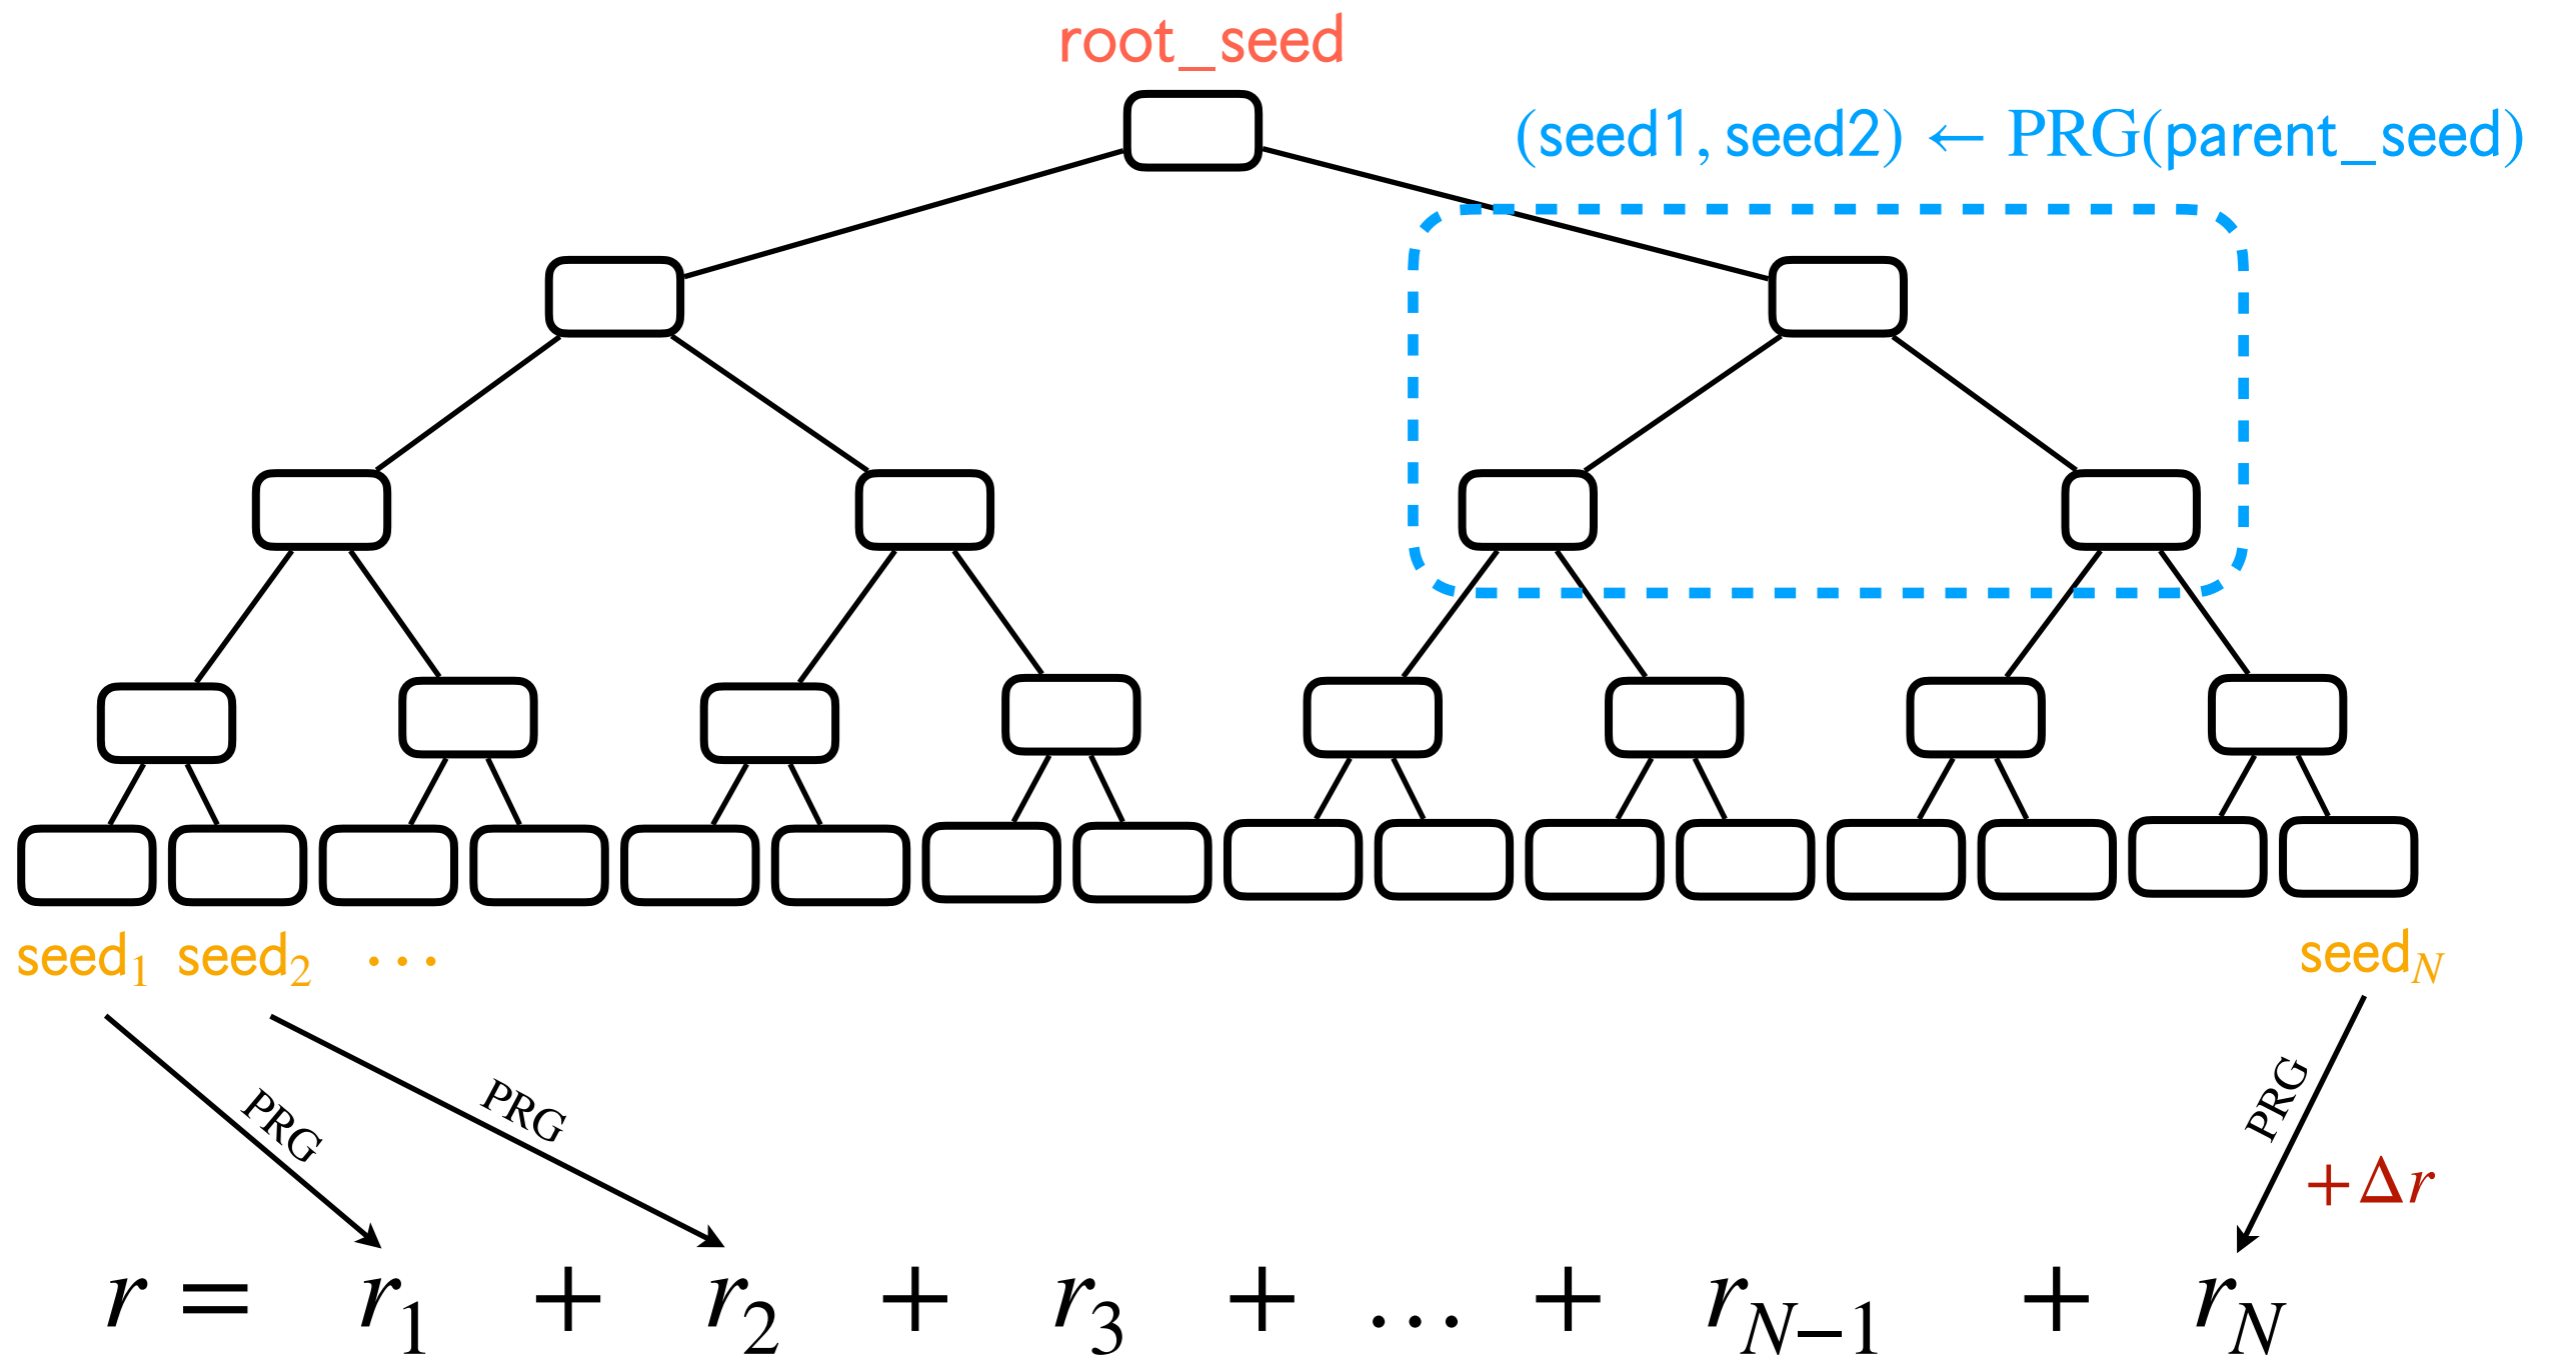 root_seed
(seed1, seed2) ← PRG(parent_seed)
seed₁ seed₂ ⋯ seed_N
PRG PRG PRG
+Δr
r = r₁ + r₂ + r₃ + … + r_{N−1} + r_N